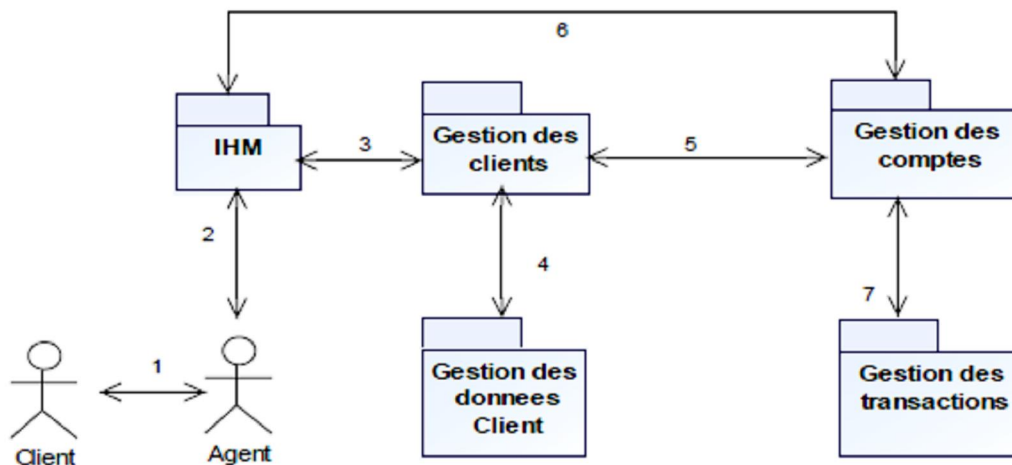 6
IHM
3
Gestion des
clients
5
Gestion des
comptes
2
4
7
1
Client
Agent
Gestion des
donnees
Client
Gestion des
transactions